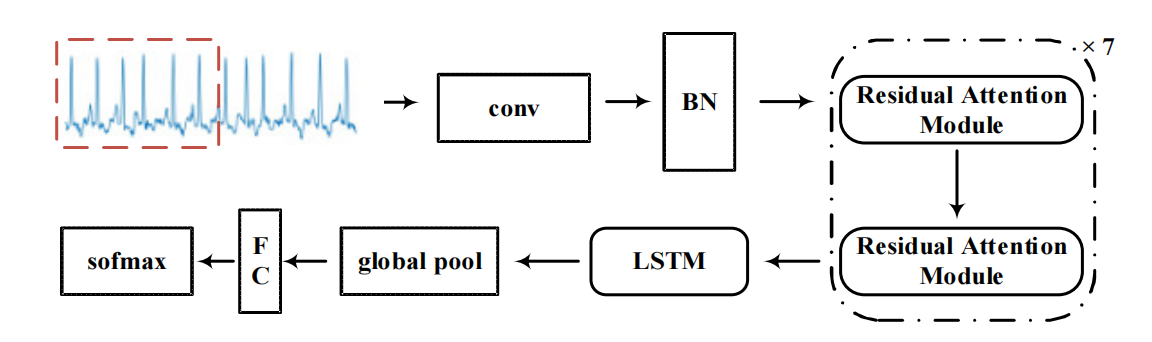 conv
BN
× 7
Residual Attention
Module
Residual Attention
Module
LSTM
global pool
F
C
sofmax